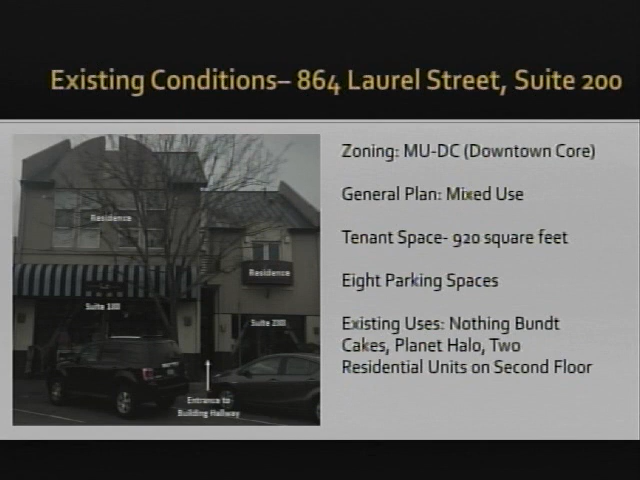 Existing Conditions– 864 Laurel Street, Suite 200
Zoning: MU-DC (Downtown Core)
General Plan: Mixed Use
Tenant Space- 920 square feet
Eight Parking Spaces
Existing Uses: Nothing Bundt
Cakes, Planet Halo, Two
Residential Units on Second Floor
Residence
Residence
Suite 100
Suite 200
Entrance to
Building Hallway